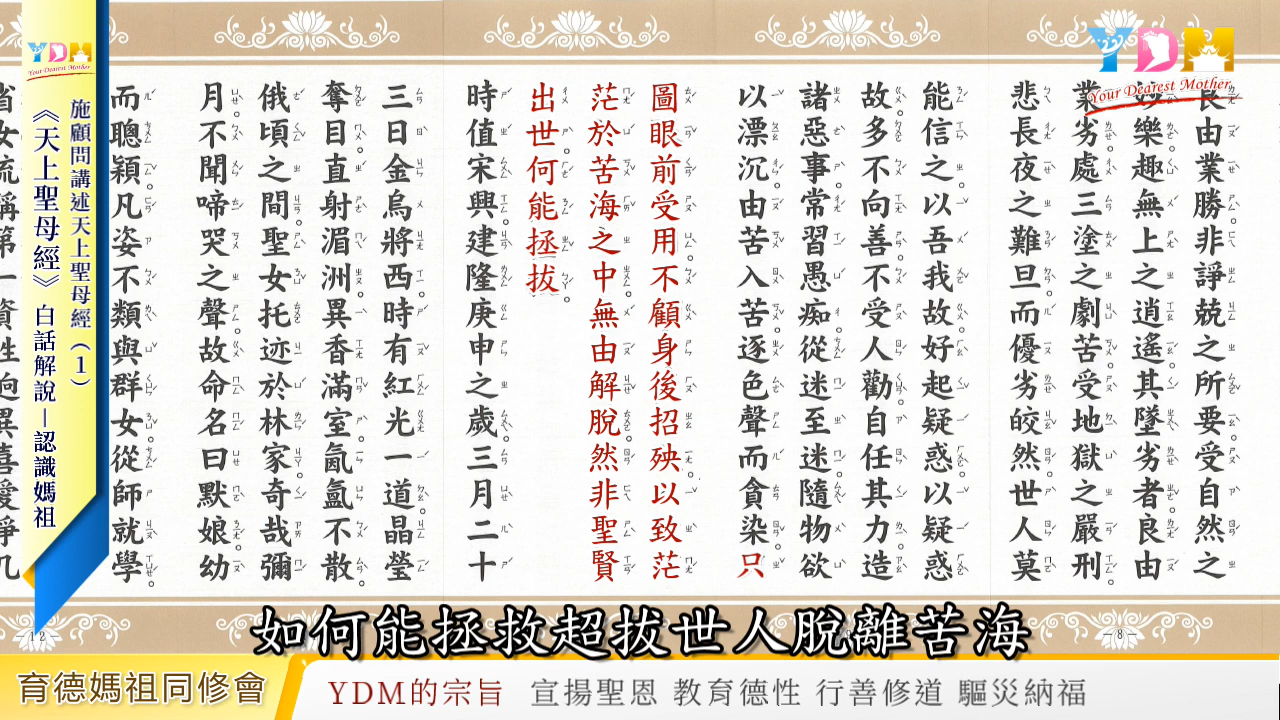 YDM
Your Dearest Mother
由業勝非諍兢之所要受自然之
妙樂趣無上之逍遙。其墜劣者良由
業劣。處三塗之劇苦。受地獄之嚴刑。
悲長夜之難旦。而優劣皎然。世人莫
能信之。以吾我故好起疑惑。以疑惑
故。多不向善。不受人勸。自任其力。造
諸惡事。常習愚痴。從迷至迷隨物欲
以漂沉。由苦入苦。逐色聲而貪染。只
圖眼前受用。不顧身後招殃。以致茫
茫於苦海之中無由解脫。然非聖賢
出世。何能拯拔。
時值宋興建隆庚申之歲。三月二十
三日金烏將西。時有紅光一道。晶瑩
奪目。直射湄洲。異香滿室。氤氳不散。
俄頃之間。聖女托迹於林家。奇哉彌
月。不聞啼哭之聲。故命名曰默娘。幼
而聰穎。凡姿不類與群女。從師就學。
YDM
Your Dearest Mother
施顧問講述天上聖母經（1）
《天上聖母經》 白話解說－認識媽祖
12
8
如何能拯救超拔世人脫離苦海
育德媽祖同修會
YDM的宗旨 宣揚聖恩 教育德性 行善修道 驅災納福